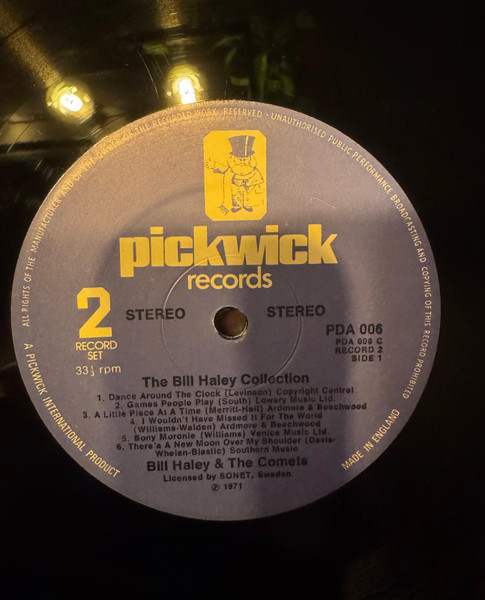 ALL RIGHTS OF THE MANUFACTURER AND OF THE OWNER OF THE RECORDED WORK RESERVED · UNAUTHORISED PUBLIC PERFORMANCE BROADCASTING AND COPYING OF THIS RECORD PROHIBITED
pickwick
records
2
RECORD
SET
33⅓ rpm
STEREO
STEREO
PDA 006
PDA 006 C
RECORD 2
SIDE 1
The Bill Haley Collection
1. Dance Around The Clock (Levinson) Copyright Control
2. Games People Play (South) Lowery Music Ltd.
3. A Little Piece At A Time (Merritt-Hall) Ardmore & Beechwood
4. I Wouldn't Have Missed It For The World
(Williams-Walden) Ardmore & Beechwood
5. Bony Moronie (Williams) Venice Music Ltd.
6. There's A New Moon Over My Shoulder (Davis-
Whelan-Blastic) Southern Music
Bill Haley & The Comets
Licensed by SONET, Sweden
℗ 1971
A PICKWICK INTERNATIONAL PRODUCT
MADE IN ENGLAND